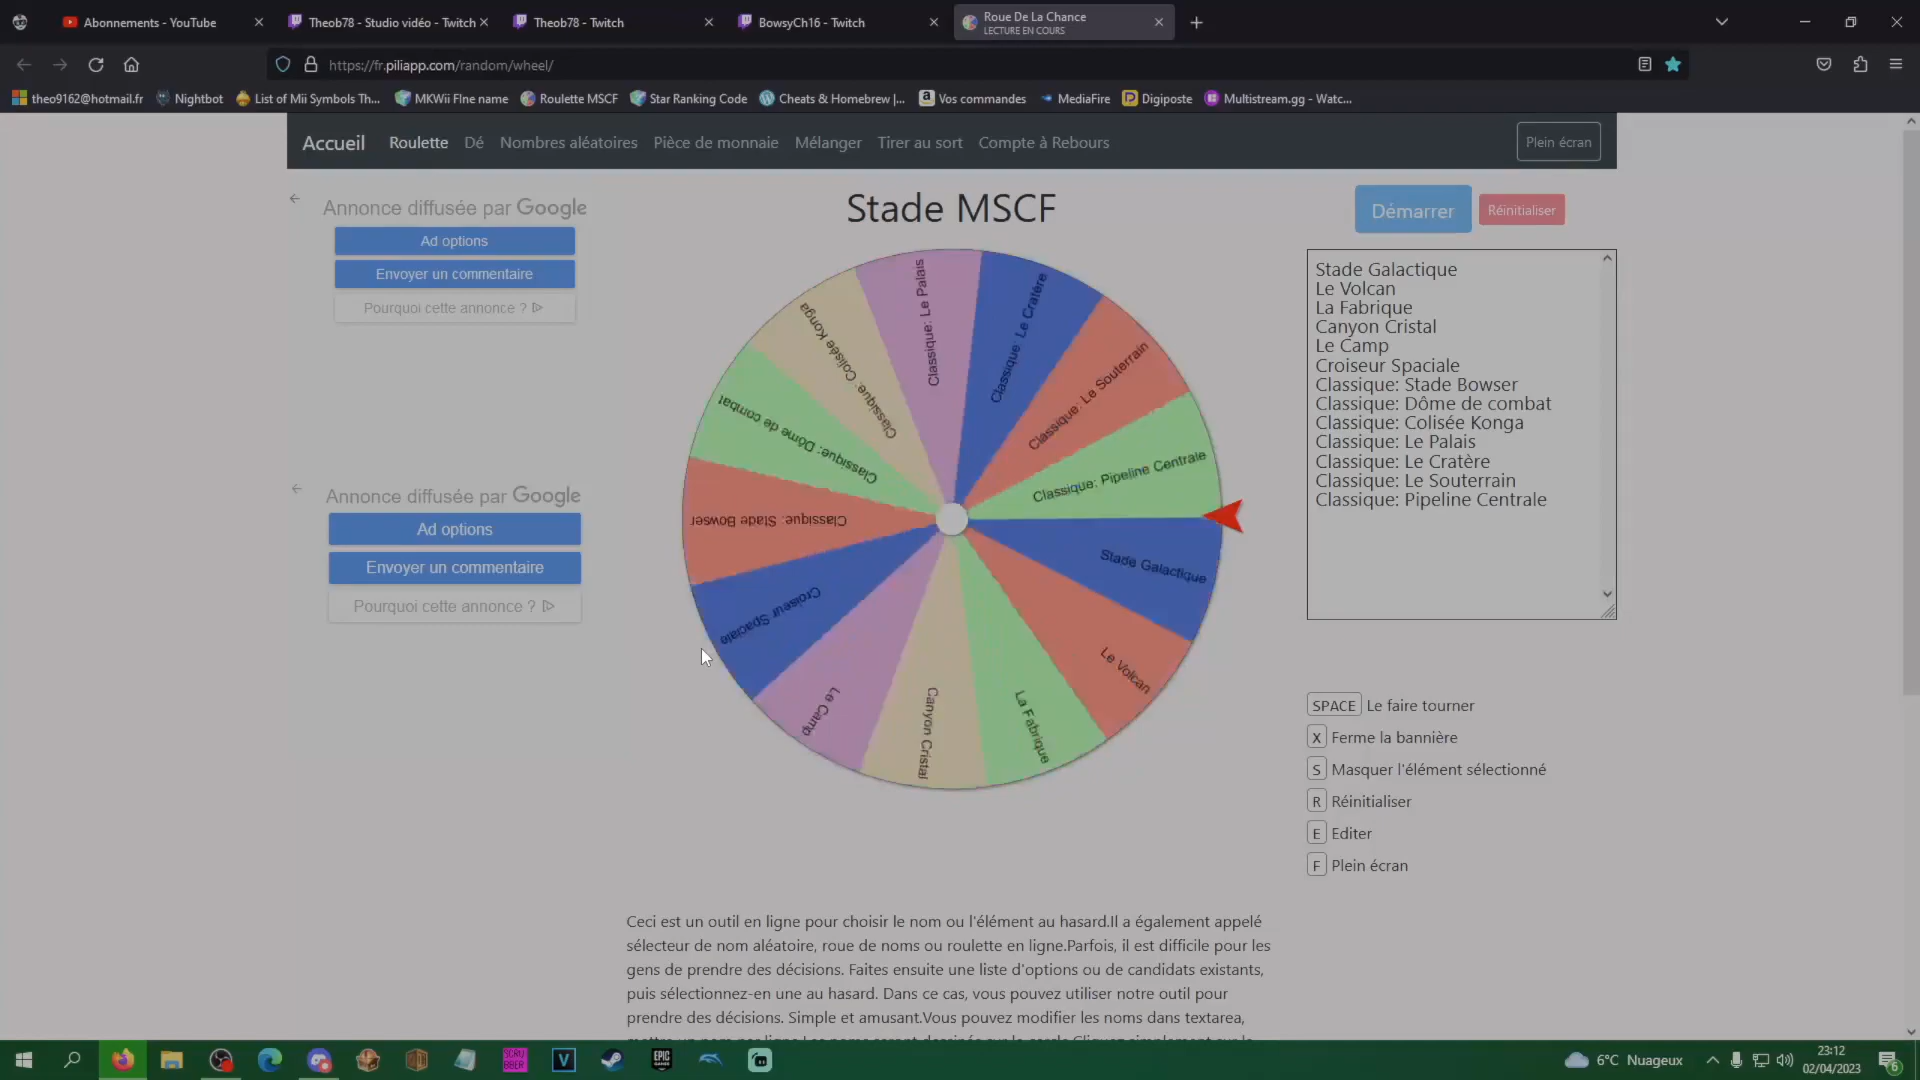 Abonnements - YouTube
Theob78 - Studio vidéo - Twitch
Theob78 - Twitch
BowsyCh16 - Twitch
Roue De La Chance
LECTURE EN COURS
https://fr.piliapp.com/random/wheel/
theo9162@hotmail.fr
Nightbot
List of Mii Symbols Th...
MKWii FIne name
Roulette MSCF
Star Ranking Code
Cheats & Homebrew |...
Vos commandes
MediaFire
Digiposte
Multistream.gg - Watc...
Accueil
Roulette
Dé
Nombres aléatoires
Pièce de monnaie
Mélanger
Tirer au sort
Compte à Rebours
Plein écran
Annonce diffusée par Google
Ad options
Envoyer un commentaire
Pourquoi cette annonce ?
Annonce diffusée par Google
Ad options
Envoyer un commentaire
Pourquoi cette annonce ?
Stade MSCF
Classique: Le Palais
Classique: Le Cratère
Classique: Le Souterrain
Classique: Pipeline Centrale
Stade Galactique
Le Volcan
La Fabrique
Canyon Cristal
Le Camp
Croiseur Spaciale
Classique: Stade Bowser
Classique: Dôme de combat
Classique: Colisée Konga
Démarrer
Réinitialiser
Stade Galactique
Le Volcan
La Fabrique
Canyon Cristal
Le Camp
Croiseur Spaciale
Classique: Stade Bowser
Classique: Dôme de combat
Classique: Colisée Konga
Classique: Le Palais
Classique: Le Cratère
Classique: Le Souterrain
Classique: Pipeline Centrale
SPACE Le faire tourner
X Ferme la bannière
S Masquer l'élément sélectionné
R Réinitialiser
E Editer
F Plein écran
Ceci est un outil en ligne pour choisir le nom ou l'élément au hasard.Il a également appelé
sélecteur de nom aléatoire, roue de noms ou roulette en ligne.Parfois, il est difficile pour les
gens de prendre des décisions. Faites ensuite une liste d'options ou de candidats existants,
puis sélectionnez-en une au hasard. Dans ce cas, vous pouvez utiliser notre outil pour
prendre des décisions. Simple et amusant.Vous pouvez modifier les noms dans textarea,
SCRU
BBER
V
EPIC
GAMES
6°C Nuageux
23:12
02/04/2023
6